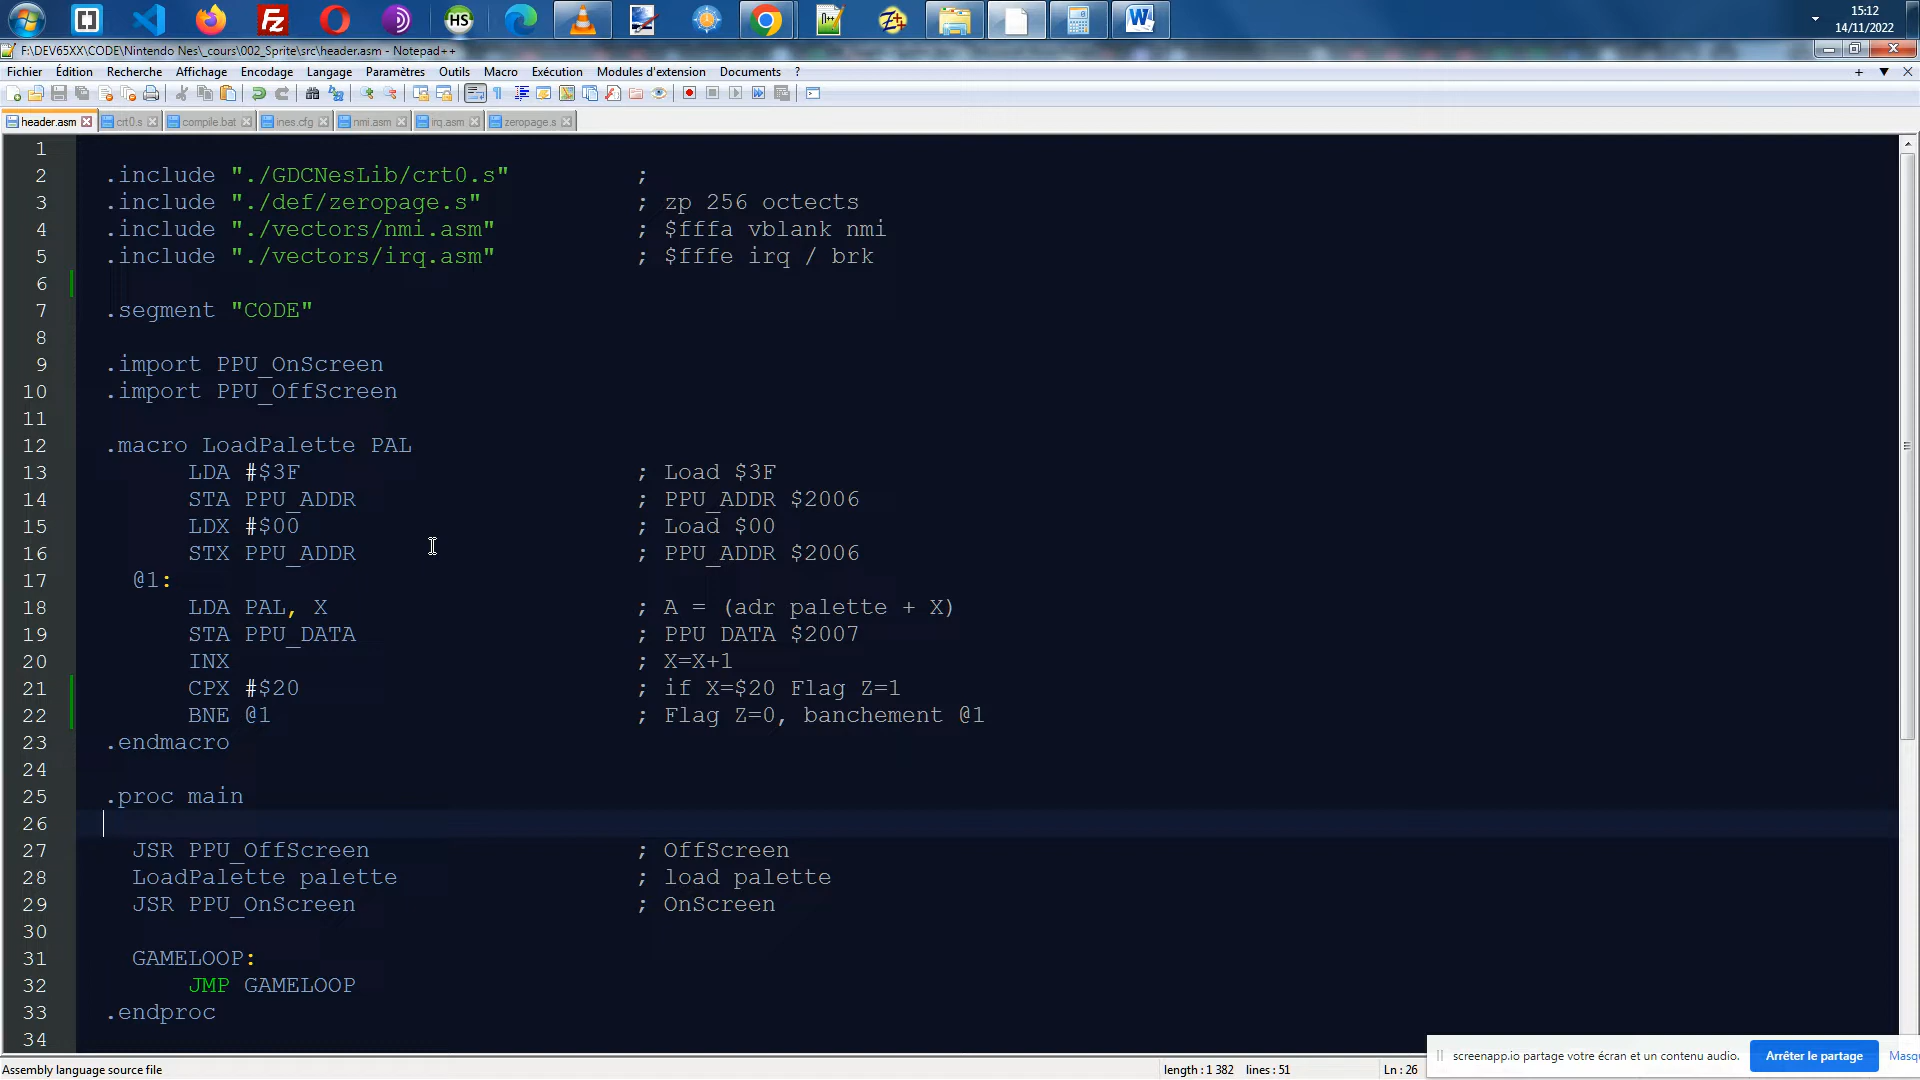 HS
15:12
14/11/2022
F:\DEV65XX\CODE\Nintendo Nes\_cours\002_Sprite\src\header.asm - Notepad++
Fichier Édition Recherche Affichage Encodage Langage Paramètres Outils Macro Exécution Modules d'extension Documents ?
header.asm crt0.s compile.bat ines.cfg nmi.asm irq.asm zeropage.s
1
2 .include "./GDCNesLib/crt0.s" ;
3 .include "./def/zeropage.s" ; zp 256 octects
4 .include "./vectors/nmi.asm" ; $fffa vblank nmi
5 .include "./vectors/irq.asm" ; $fffe irq / brk
6
7 .segment "CODE"
8
9 .import PPU_OnScreen
10 .import PPU_OffScreen
11
12 .macro LoadPalette PAL
13 LDA #$3F ; Load $3F
14 STA PPU_ADDR ; PPU_ADDR $2006
15 LDX #$00 ; Load $00
16 STX PPU_ADDR ; PPU_ADDR $2006
17 @1:
18 LDA PAL, X ; A = (adr palette + X)
19 STA PPU_DATA ; PPU DATA $2007
20 INX ; X=X+1
21 CPX #$20 ; if X=$20 Flag Z=1
22 BNE @1 ; Flag Z=0, banchement @1
23 .endmacro
24
25 .proc main
26
27 JSR PPU_OffScreen ; OffScreen
28 LoadPalette palette ; load palette
29 JSR PPU_OnScreen ; OnScreen
30
31 GAMELOOP:
32 JMP GAMELOOP
33 .endproc
34
screenapp.io partage votre écran et un contenu audio. Arrêter le partage Masqu
Assembly language source file length : 1 382 lines : 51 Ln : 26